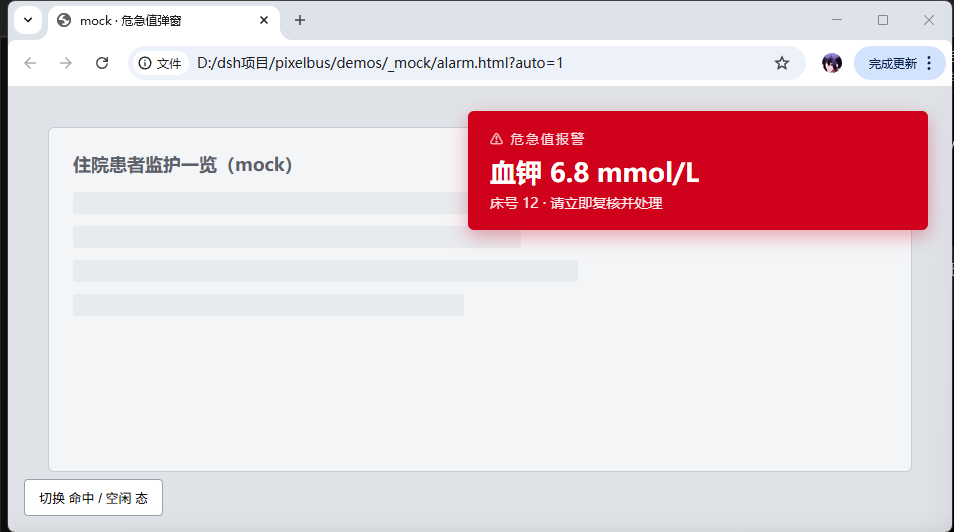 mock · 危急值弹窗
文件
D:/dsh项目/pixelbus/demos/_mock/alarm.html?auto=1
完成更新
⚠ 危急值报警
血钾 6.8 mmol/L
床号 12 · 请立即复核并处理
住院患者监护一览（mock）
切换 命中 / 空闲 态